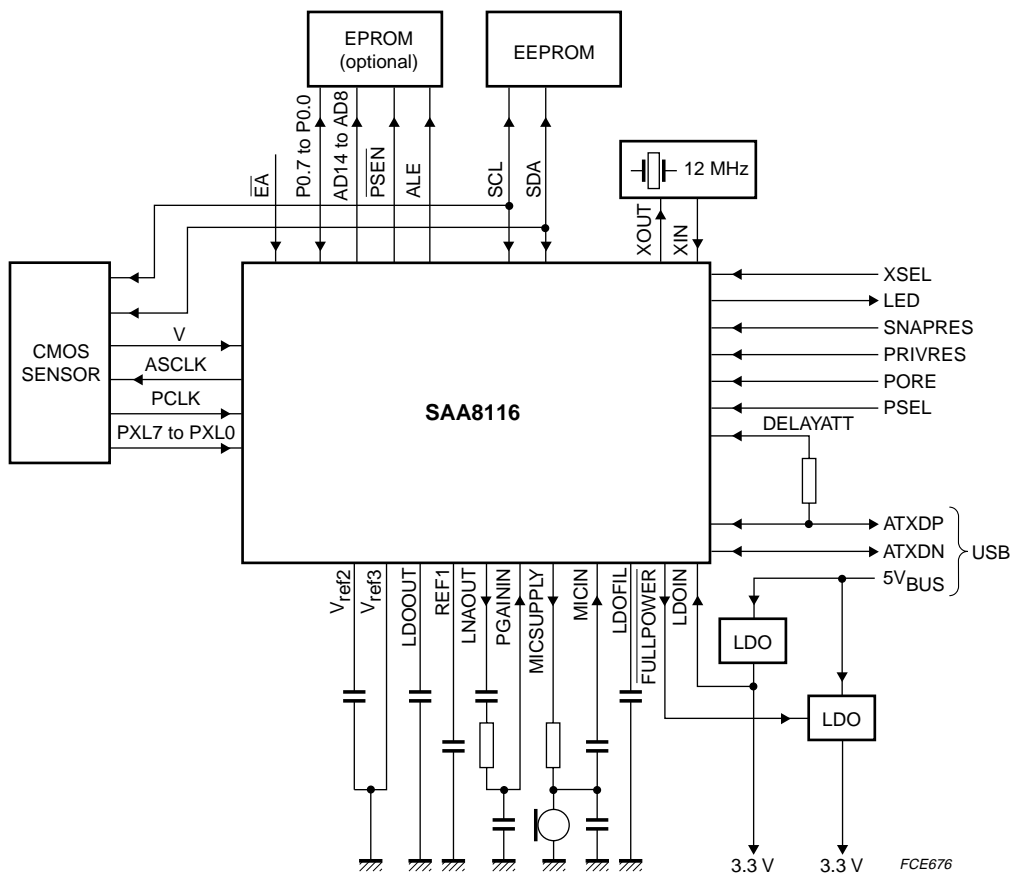 EPROM
(optional)
EEPROM
P0.7 to P0.0
AD14 to AD8
PSEN
ALE
EA
SCL
SDA
12 MHz
XOUT
XIN
CMOS
SENSOR
V
ASCLK
PCLK
PXL7 to PXL0
SAA8116
XSEL
LED
SNAPRES
PRIVRES
PORE
PSEL
DELAYATT
ATXDP
ATXDN
USB
5VBUS
Vref2
Vref3
LDOOUT
REF1
LNAOUT
PGAININ
MICSUPPLY
MICIN
LDOFIL
FULLPOWER
LDOIN
LDO
LDO
3.3 V
3.3 V
FCE676